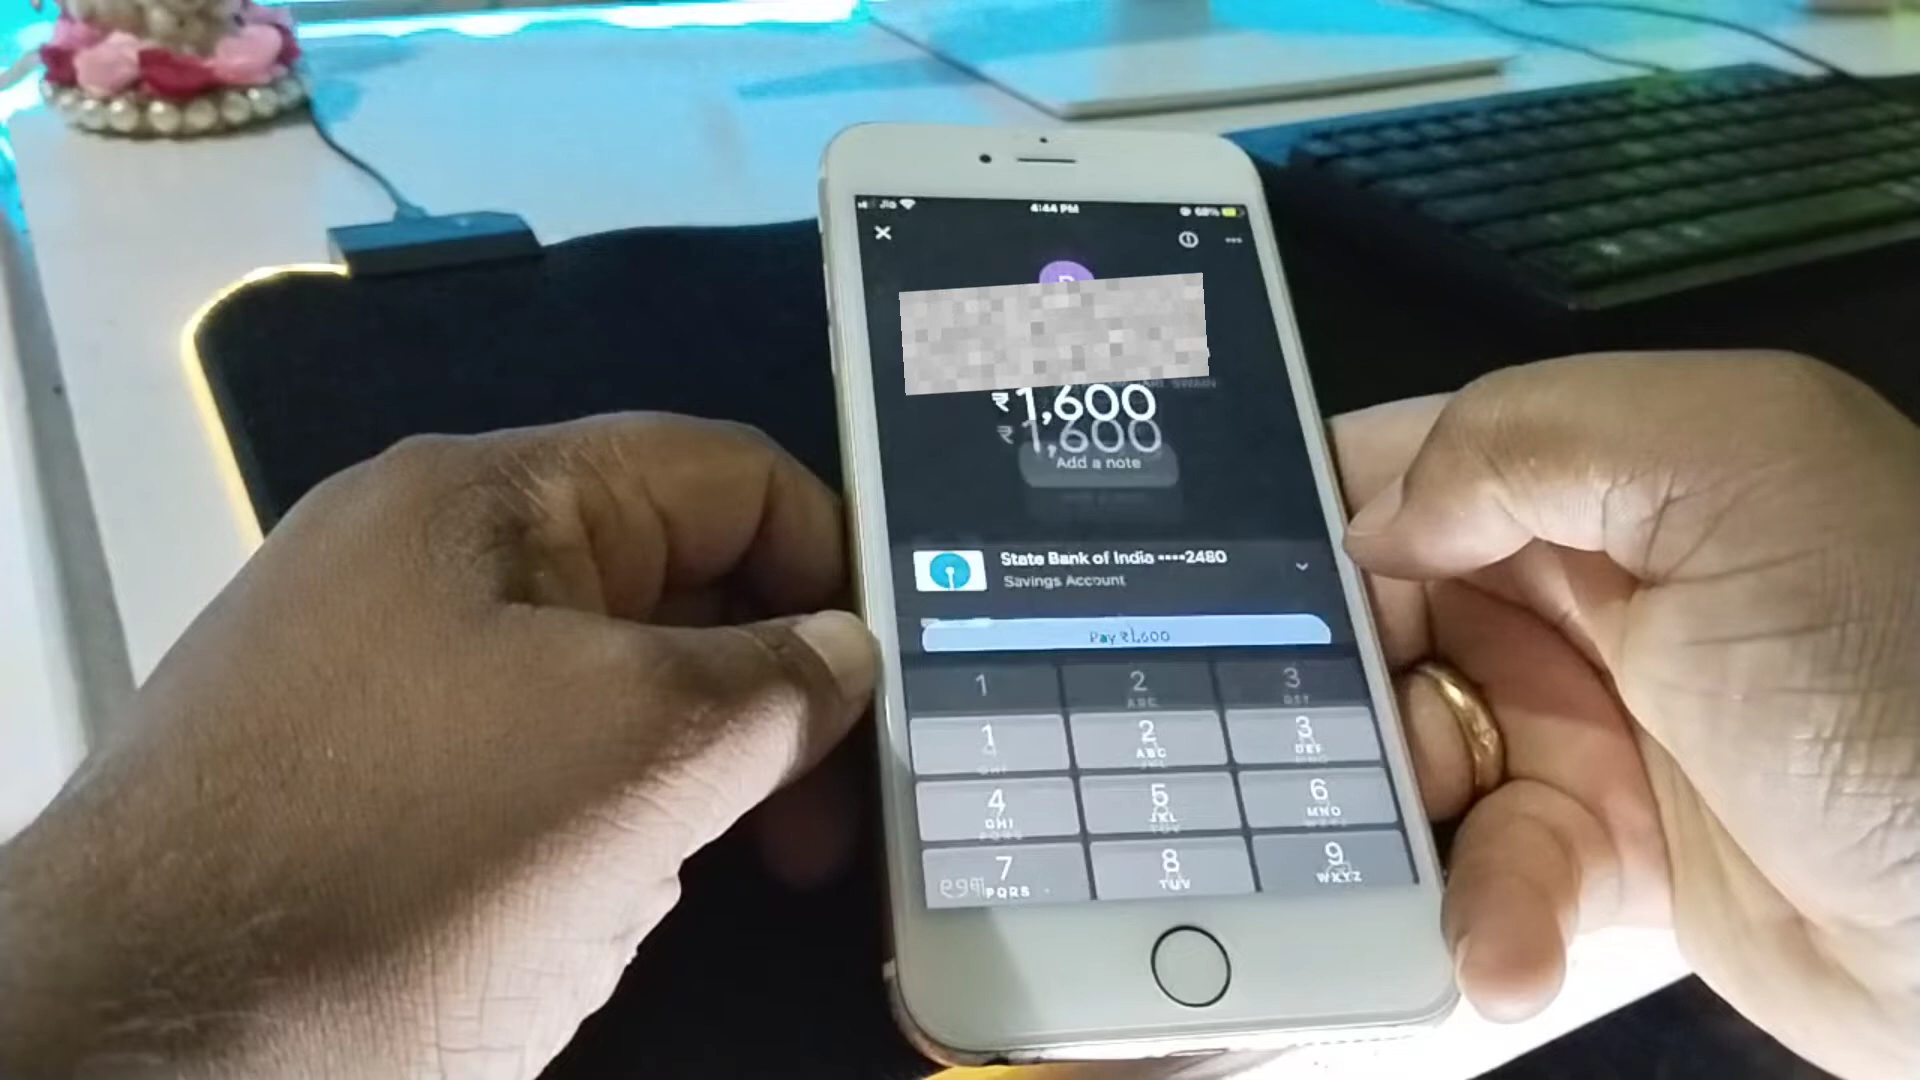 Jio
4:44 PM
68%
₹1,600
₹1,600
Add a note
State Bank of India ••••2480
Savings Account
Pay ₹1,600
1
2
ABC
3
1
2
ABC
3
DEF
4
GHI
5
JKL
6
MNO
7
PQRS
8
TUV
9
WXYZ